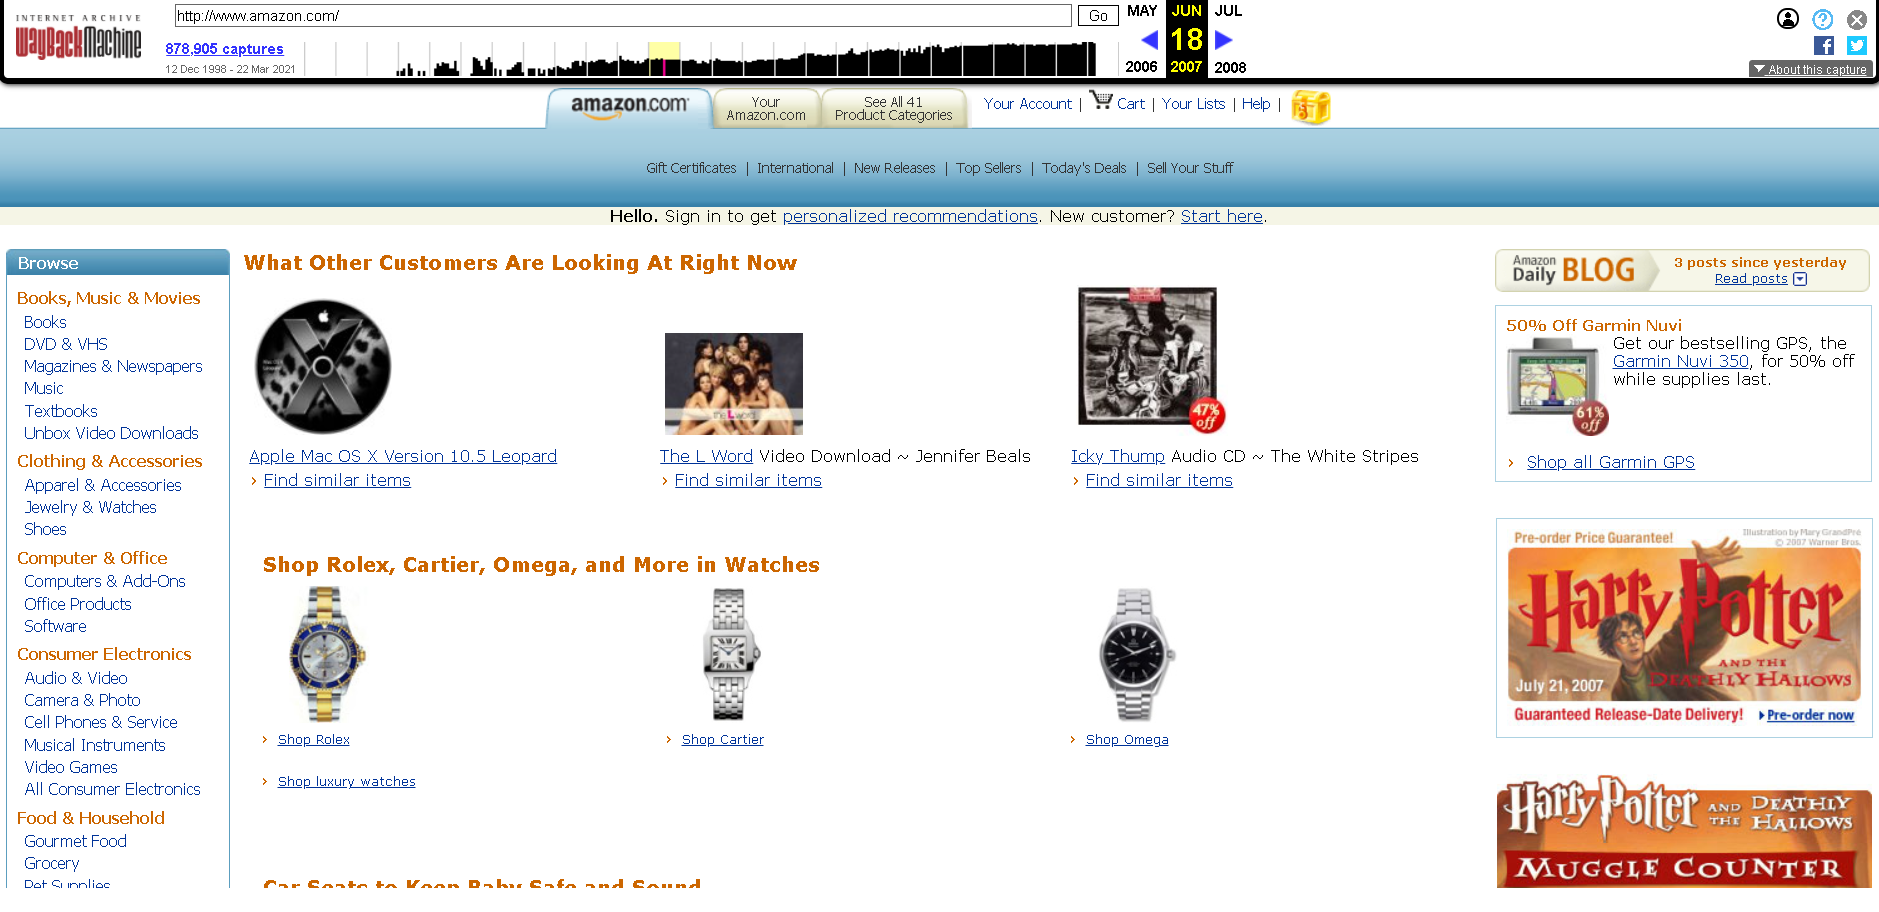 INTERNET ARCHIVE
WayBackMachine
http://www.amazon.com/
Go
MAY
JUN
JUL
878,905 captures
18
12 Dec 1998 - 22 Mar 2021
2006
2007
2008
About this capture
amazon.com
Your
Amazon.com
See All 41
Product Categories
Your Account | Cart | Your Lists | Help |
Gift Certificates | International | New Releases | Top Sellers | Today's Deals | Sell Your Stuff
Hello. Sign in to get personalized recommendations. New customer? Start here.
Browse
Books, Music & Movies
Books
DVD & VHS
Magazines & Newspapers
Music
Textbooks
Unbox Video Downloads
Clothing & Accessories
Apparel & Accessories
Jewelry & Watches
Shoes
Computer & Office
Computers & Add-Ons
Office Products
Software
Consumer Electronics
Audio & Video
Camera & Photo
Cell Phones & Service
Musical Instruments
Video Games
All Consumer Electronics
Food & Household
Gourmet Food
Grocery
Pet Supplies
What Other Customers Are Looking At Right Now
X
the L Word
47%
off
Apple Mac OS X Version 10.5 Leopard
› Find similar items
The L Word Video Download ~ Jennifer Beals
› Find similar items
Icky Thump Audio CD ~ The White Stripes
› Find similar items
Shop Rolex, Cartier, Omega, and More in Watches
› Shop Rolex
› Shop Cartier
› Shop Omega
› Shop luxury watches
Car Seats to Keep Baby Safe and Sound
Amazon
Daily BLOG
3 posts since yesterday
Read posts
50% Off Garmin Nuvi
Get our bestselling GPS, the
Garmin Nuvi 350, for 50% off
while supplies last.
61%
off
› Shop all Garmin GPS
Pre-order Price Guarantee!
Illustration by Mary GrandPré
© 2007 Warner Bros.
Harry Potter
AND THE
DEATHLY HALLOWS
July 21, 2007
Guaranteed Release-Date Delivery!
Pre-order now
Harry Potter AND THE DEATHLY HALLOWS
MUGGLE COUNTER